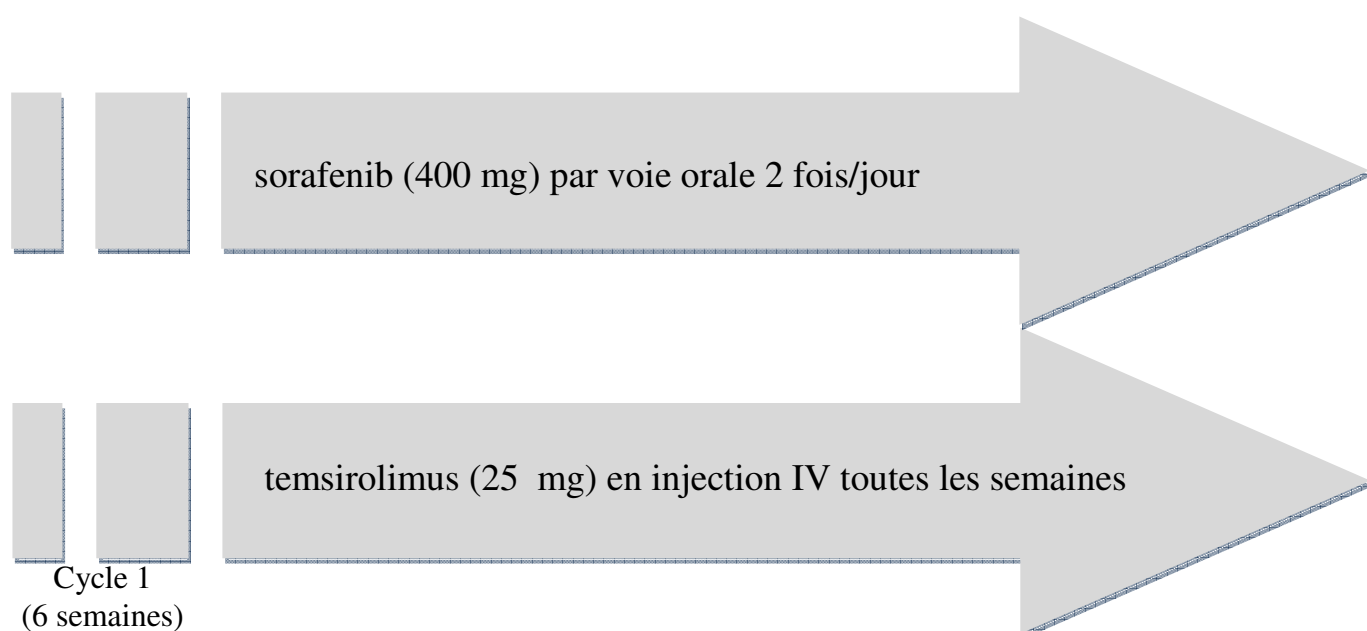 sorafenib (400 mg) par voie orale 2 fois/jour
temsirolimus (25 mg) en injection IV toutes les semaines
Cycle 1
(6 semaines)